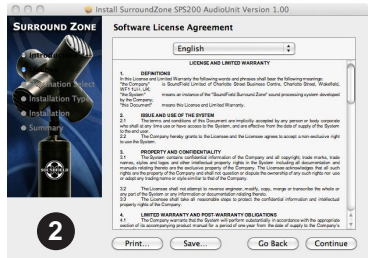 Install SurroundZone SPS200 AudioUnit Version 1.00
SURROUND ZONE
Software License Agreement
English
Introdu
ination Select
Installation Type
Installation
Summary
SOUNDFIELD
2
LICENSE AND LIMITED WARRANTY
1. DEFINITIONS
In this License and Limited Warranty the following words and phrases shall bear the following meanings:
"the Company" is SoundField Limited of Charlotte Street Business Centre, Charlotte Street, Wakefield,
WF1 1UH, UK;
"the System" means an instance of the "SoundField Surround Zone" sound processing system developed
by the Company;
"this Document" means this License and Limited Warranty.
2. ISSUE AND USE OF THE SYSTEM
2.1 The terms and conditions of this Document are implicitly accepted by any person or body corporate
who shall at any time use or have access to the System, and are effective from the date of supply of the System
to the end user.
2.2 The Company hereby grants to the Licensee and the Licensee agrees to accept a non exclusive right
to use the System.
3. PROPERTY AND CONFIDENTIALITY
3.1 The System contains confidential information of the Company and all copyright, trade marks, trade
names, styles and logos and other intellectual property rights in the System including all documentation and
manuals relating thereto are the exclusive property of the Company. The Licensee acknowledges that all such
rights are the property of the Company and shall not question or dispute the ownership of any such rights nor use
or adopt any trading name or style similar to that of the Company.
3.2 The Licensee shall not attempt to reverse engineer, modify, copy, merge or transcribe the whole or
any part of the System or any information or documentation relating thereto.
3.3 The Licensee shall take all reasonable steps to protect the confidential information and intellectual
property rights of the Company.
4. LIMITED WARRANTY AND POST-WARRANTY OBLIGATIONS
4.1 The Company warrants that the System will perform substantially in accordance with the appropriate
section of its accompanying product manual for a period of one year from the date of supply to the Company's
Print...
Save...
Go Back
Continue